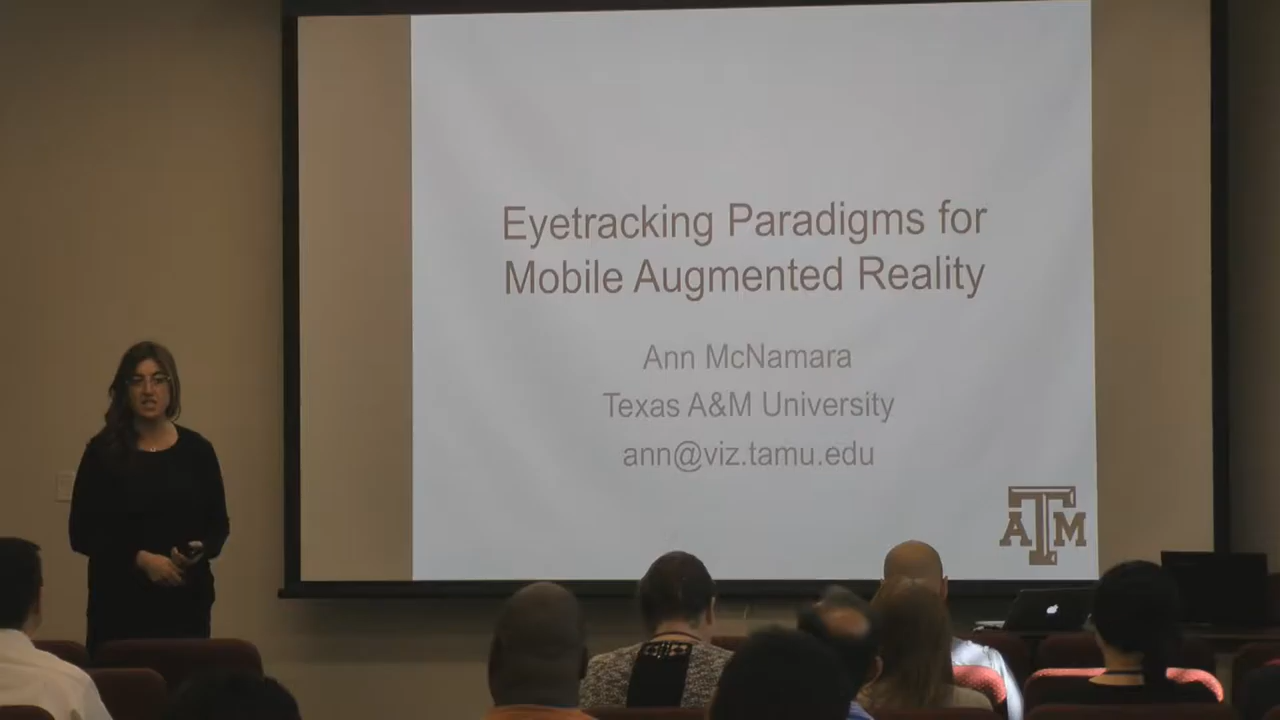 Eyetracking Paradigms for
Mobile Augmented Reality
Ann McNamara
Texas A&M University
ann@viz.tamu.edu
ATM